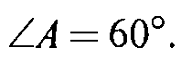 ∠A = 60°.